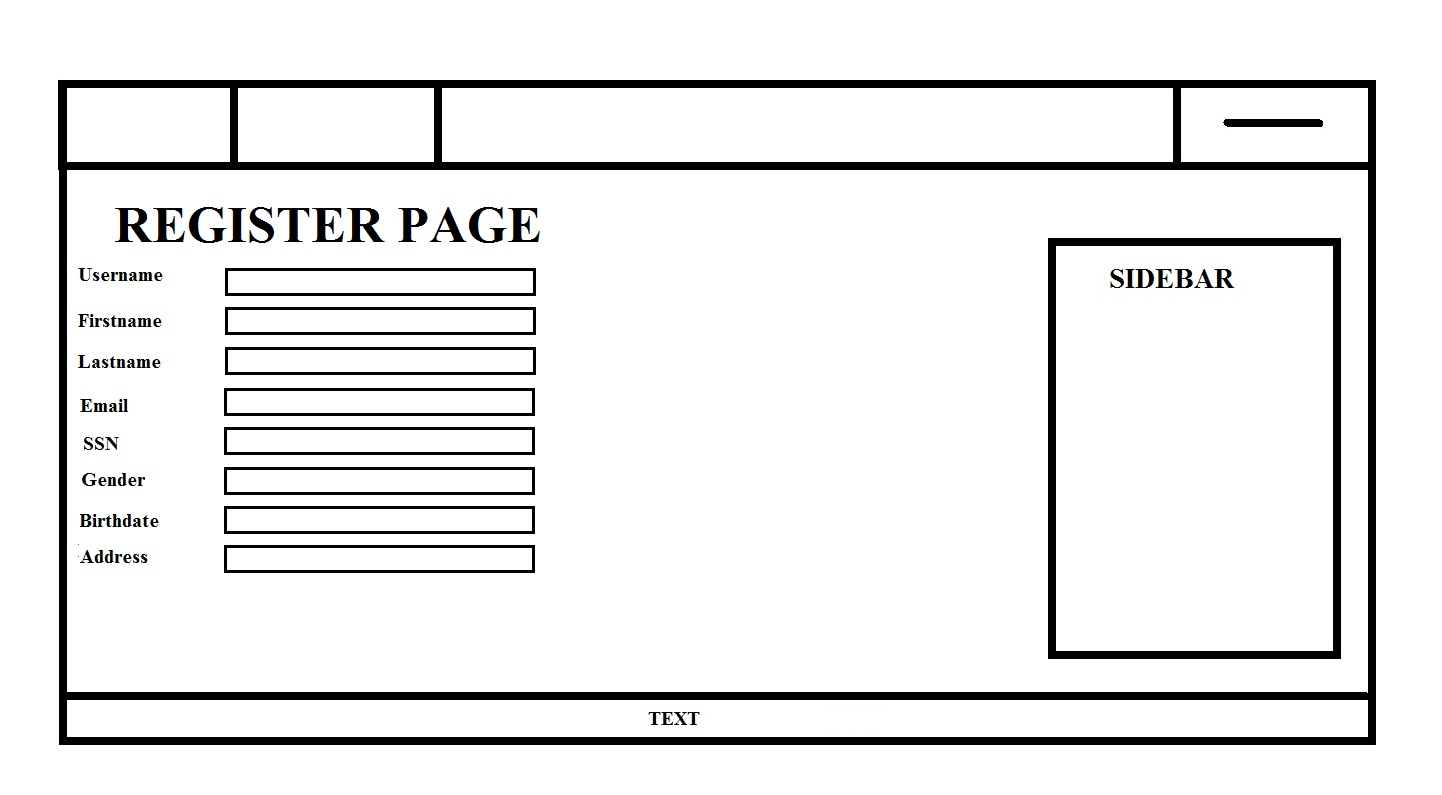 REGISTER PAGE
Username
Firstname
Lastname
Email
SSN
Gender
Birthdate
Address
SIDEBAR
TEXT